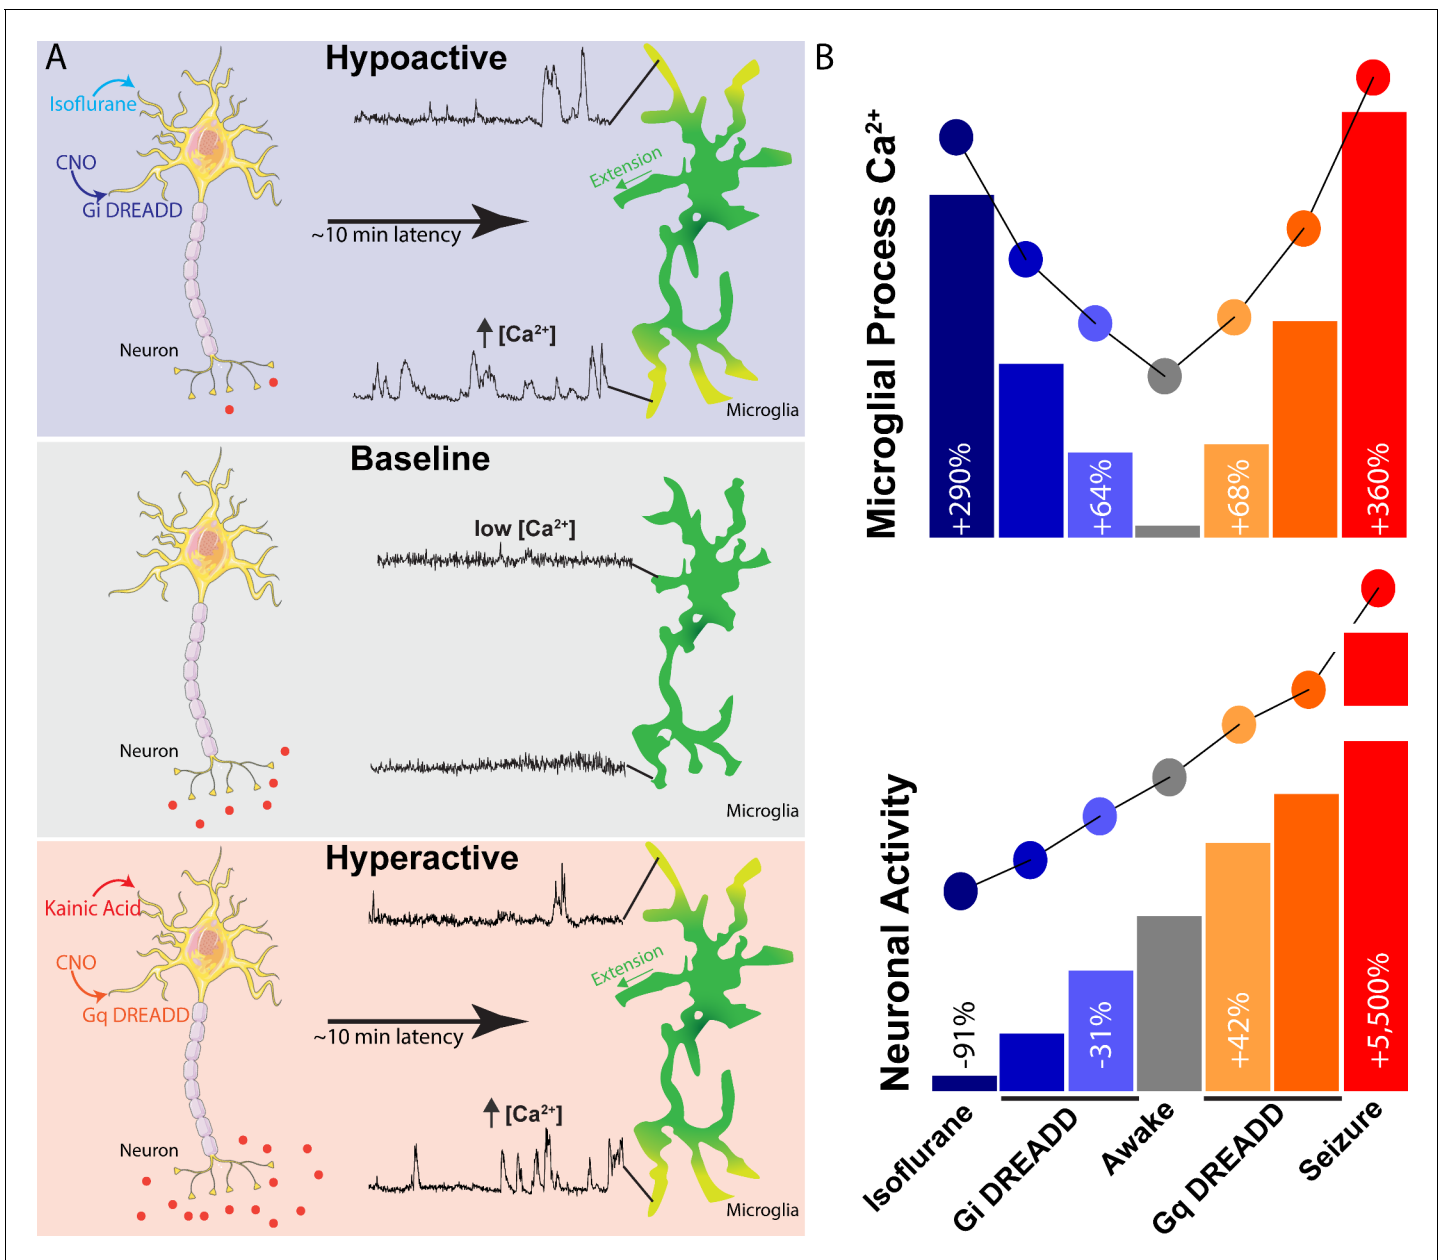 A
Hypoactive
Isoflurane
CNO
Gi DREADD
Extension
~10 min latency
Neuron
[Ca²⁺]
Microglia
Baseline
low [Ca²⁺]
Neuron
Microglia
Hyperactive
Kainic Acid
CNO
Gq DREADD
Extension
~10 min latency
[Ca²⁺]
Neuron
Microglia
B
Microglial Process Ca²⁺
+290%
+64%
+68%
+360%
Neuronal Activity
-91%
-31%
+42%
+5,500%
Isoflurane
Gi DREADD
Awake
Gq DREADD
Seizure